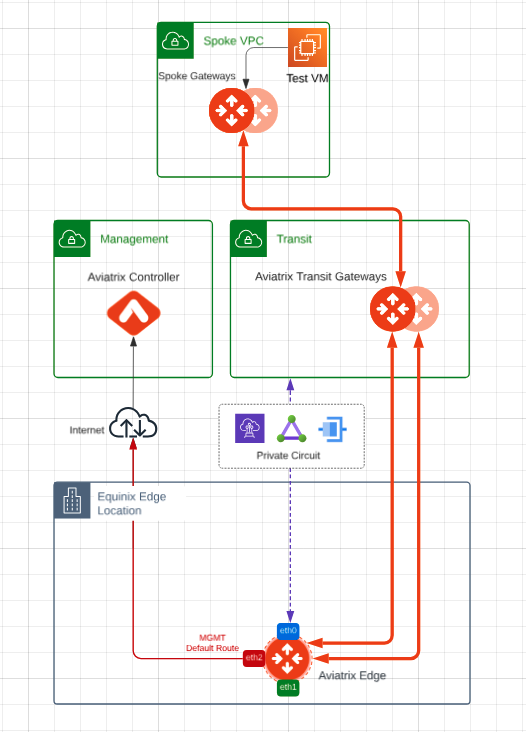 Spoke VPC
Spoke Gateways
Test VM
Management
Transit
Aviatrix Controller
Aviatrix Transit Gateways
Internet
Private Circuit
Equinix Edge
Location
eth0
MGMT
Default Route
eth2
Aviatrix Edge
eth1